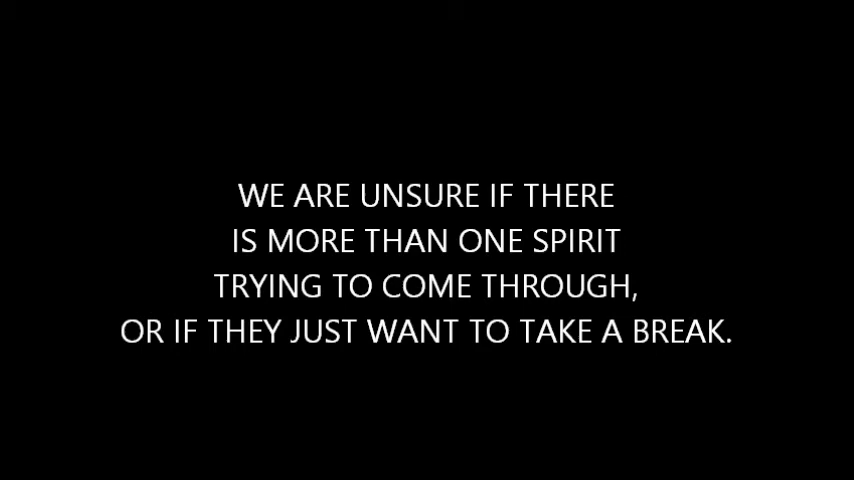 WE ARE UNSURE IF THERE
IS MORE THAN ONE SPIRIT
TRYING TO COME THROUGH,
OR IF THEY JUST WANT TO TAKE A BREAK.